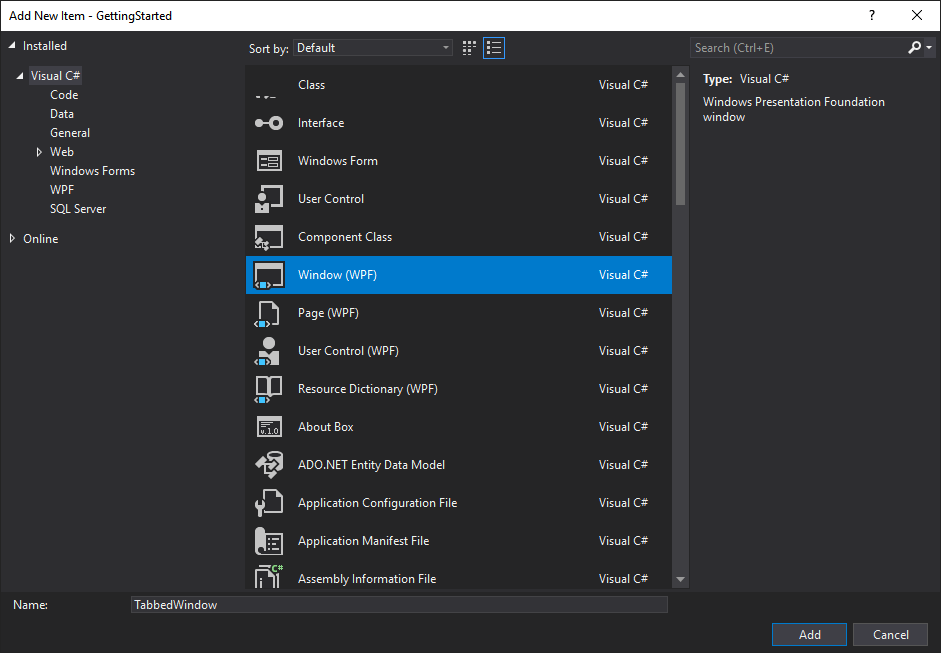 Add New Item - GettingStarted
?
Installed
Visual C#
Code
Data
General
Web
Windows Forms
WPF
SQL Server
Online
Sort by: Default
Search (Ctrl+E)
Class Visual C#
Interface Visual C#
Windows Form Visual C#
User Control Visual C#
Component Class Visual C#
Window (WPF) Visual C#
Page (WPF) Visual C#
User Control (WPF) Visual C#
Resource Dictionary (WPF) Visual C#
v.1.0 About Box Visual C#
ADO.NET Entity Data Model Visual C#
Application Configuration File Visual C#
Application Manifest File Visual C#
C# Assembly Information File Visual C#
Type: Visual C#
Windows Presentation Foundation
window
Name: TabbedWindow
Add Cancel